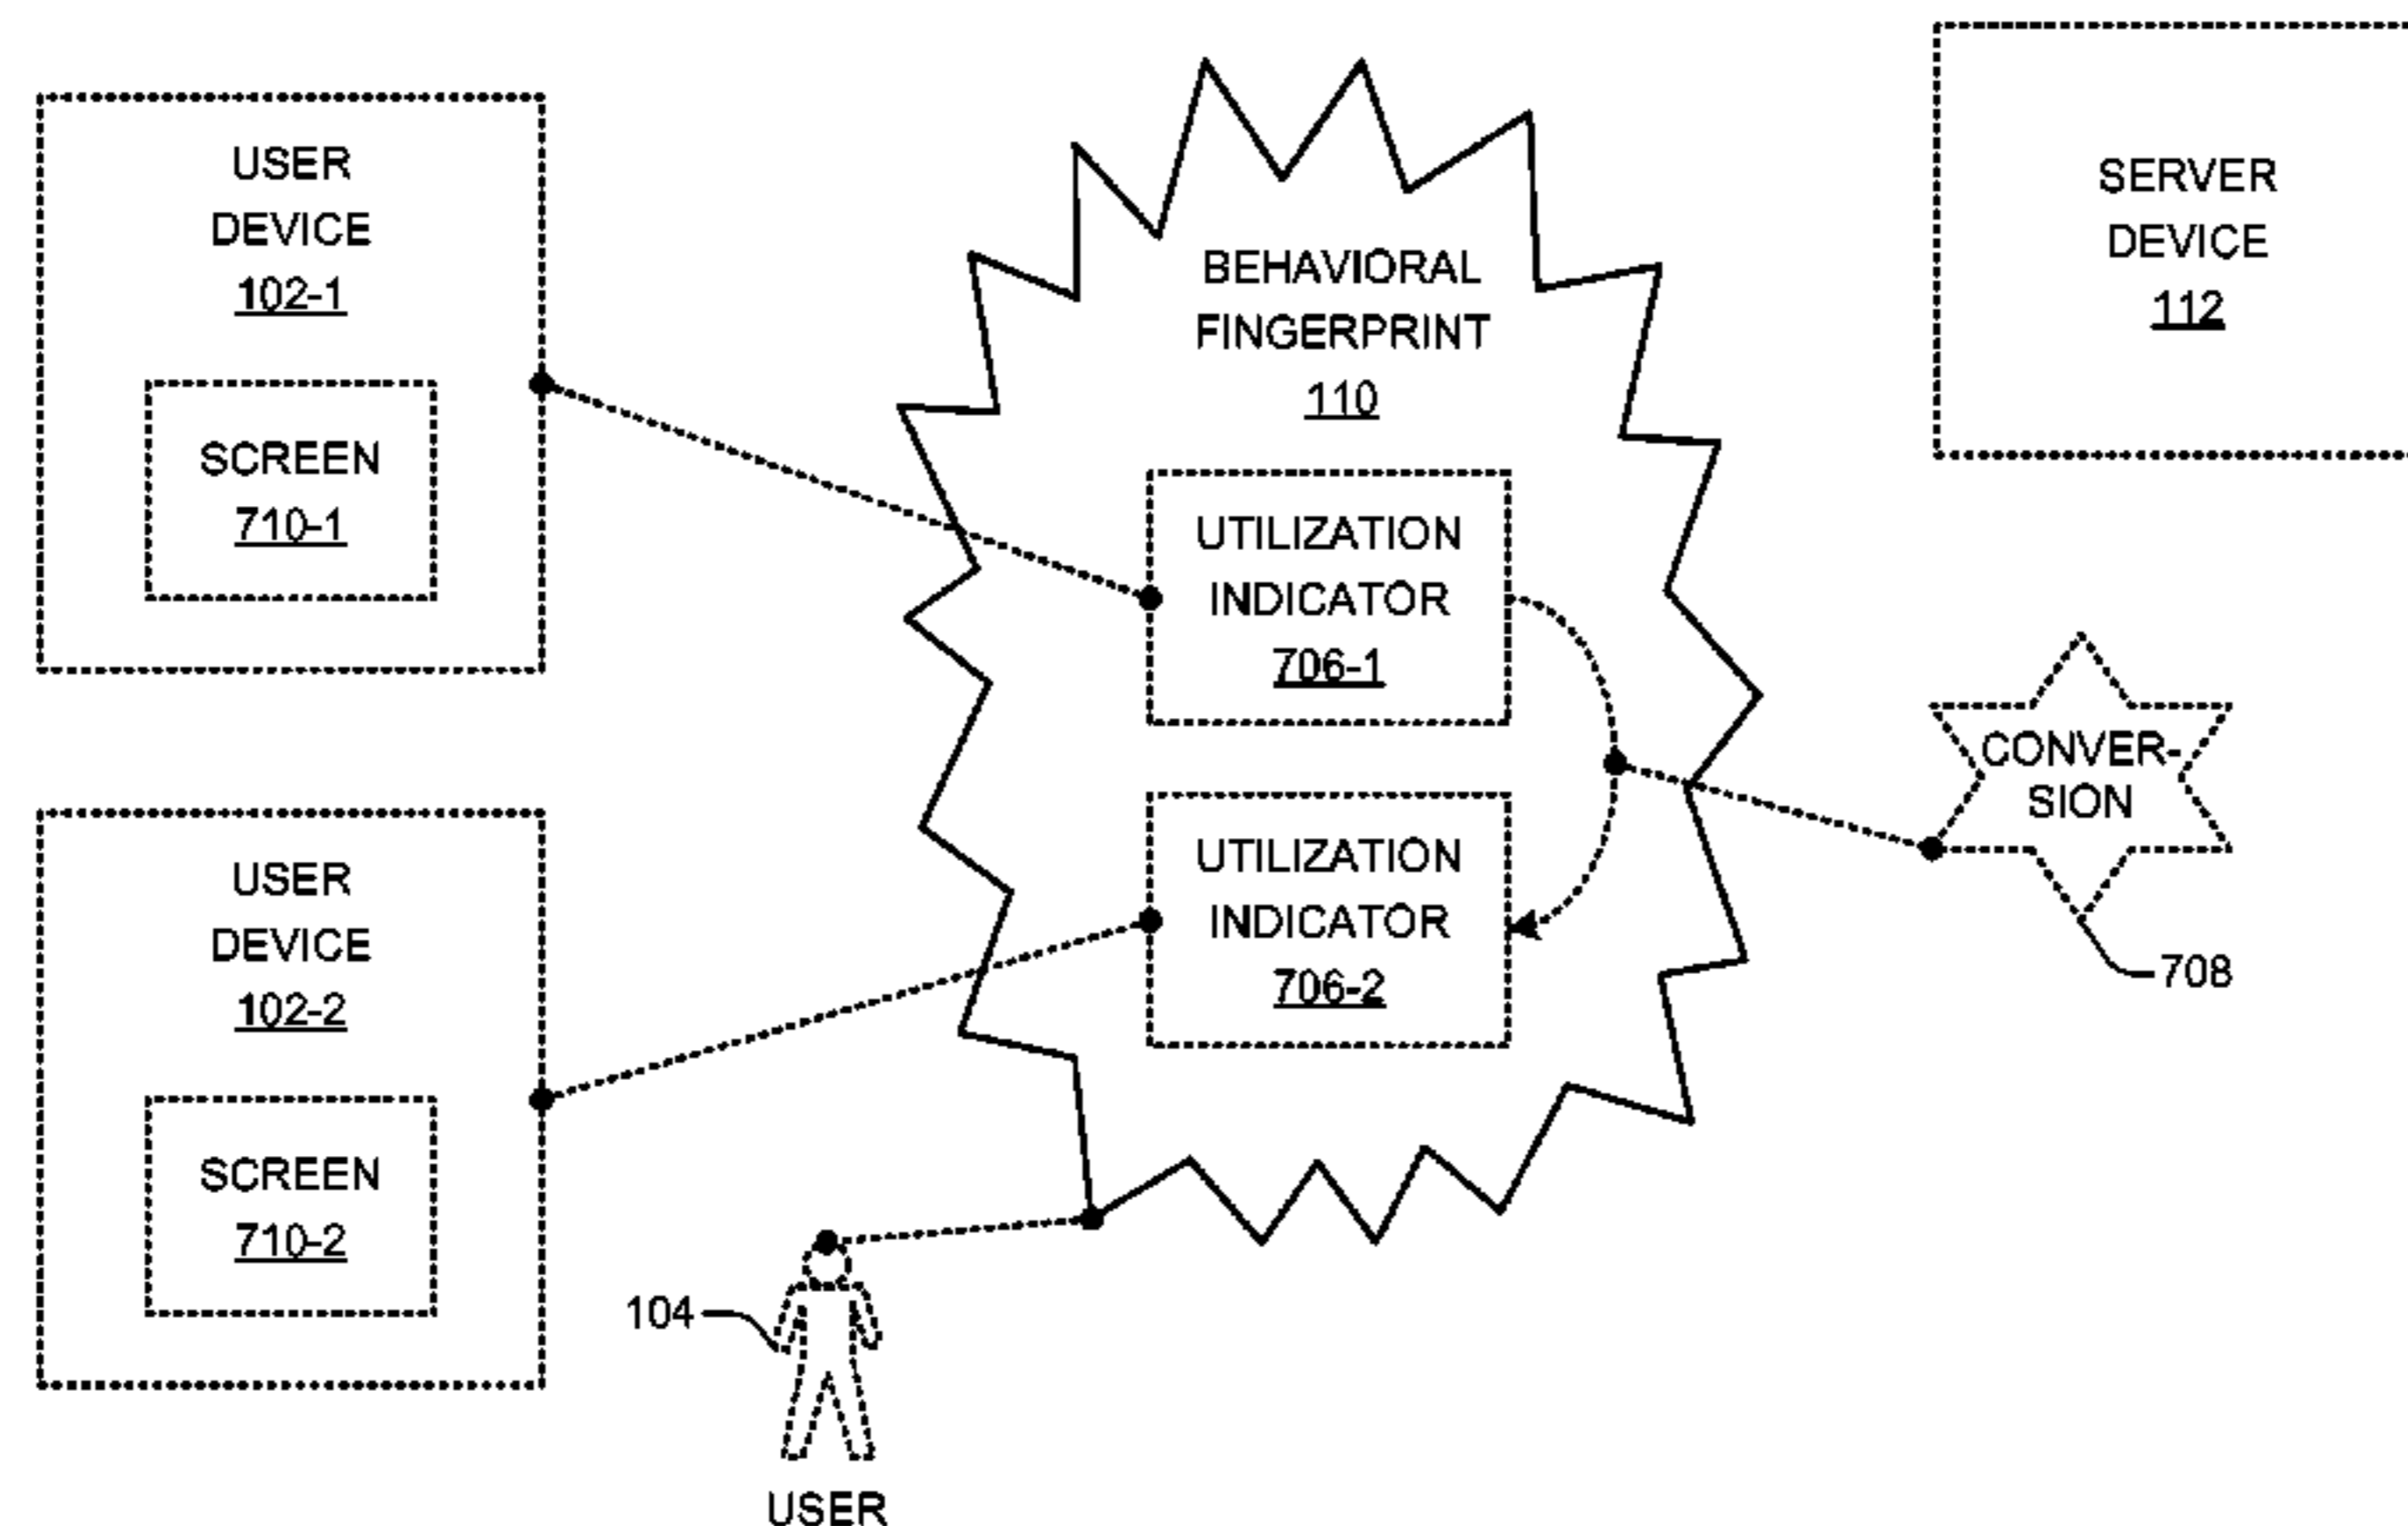 USER
DEVICE
102-1
SCREEN
710-1
USER
DEVICE
102-2
SCREEN
710-2
BEHAVIORAL
FINGERPRINT
110
UTILIZATION
INDICATOR
706-1
UTILIZATION
INDICATOR
706-2
104
USER
SERVER
DEVICE
112
CONVER-
SION
708